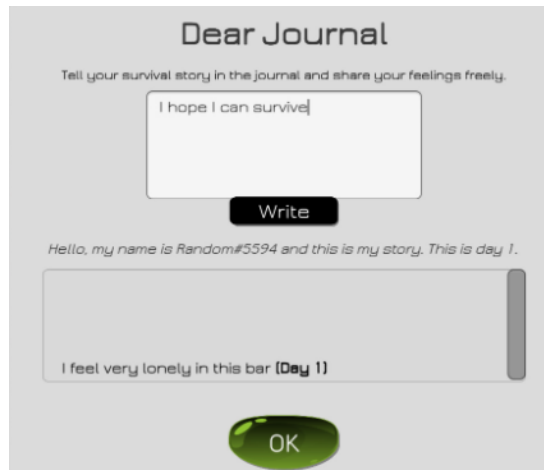 Dear Journal
Tell your survival story in the journal and share your feelings freely.
I hope I can survive
Write
Hello, my name is Random#5594 and this is my story. This is day 1.
I feel very lonely in this bar (Day 1)
OK